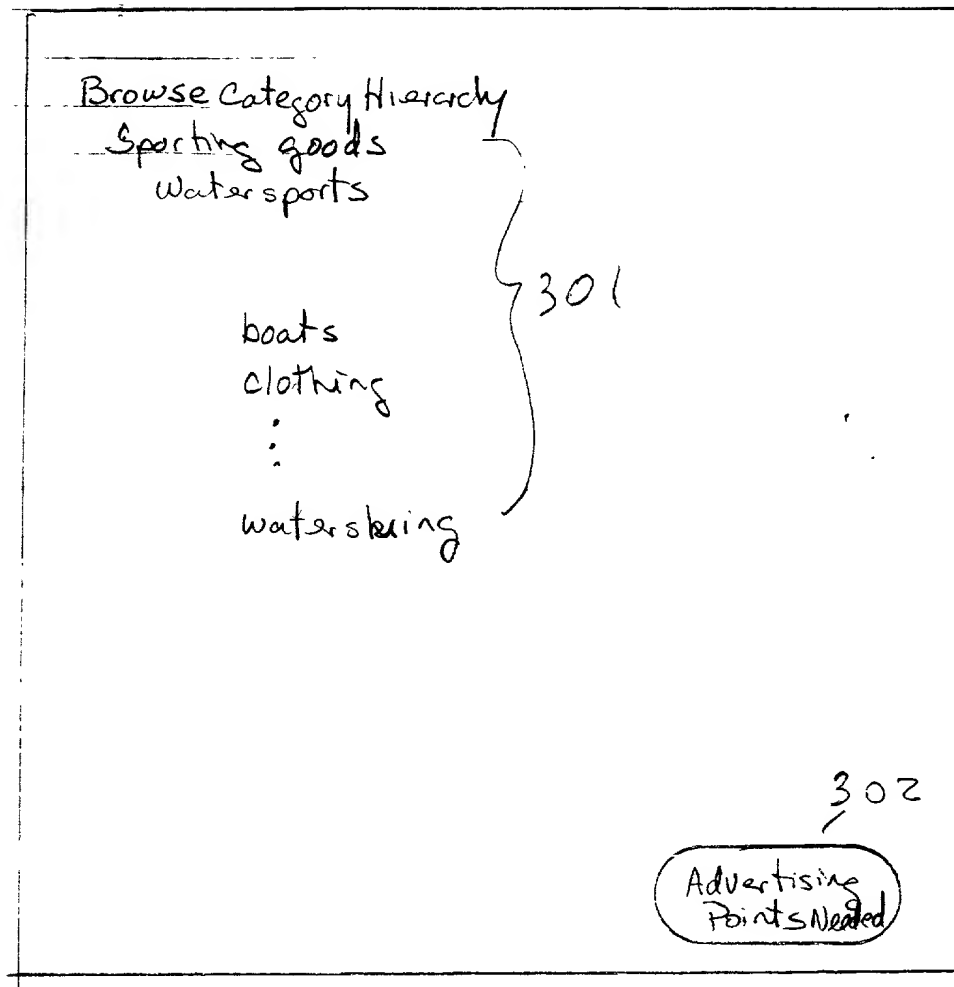 Browse Category Hierarchy
Sporting goods
Watersports
301
boats
clothing
⋮
waterskiing
302
Advertising
Points Needed